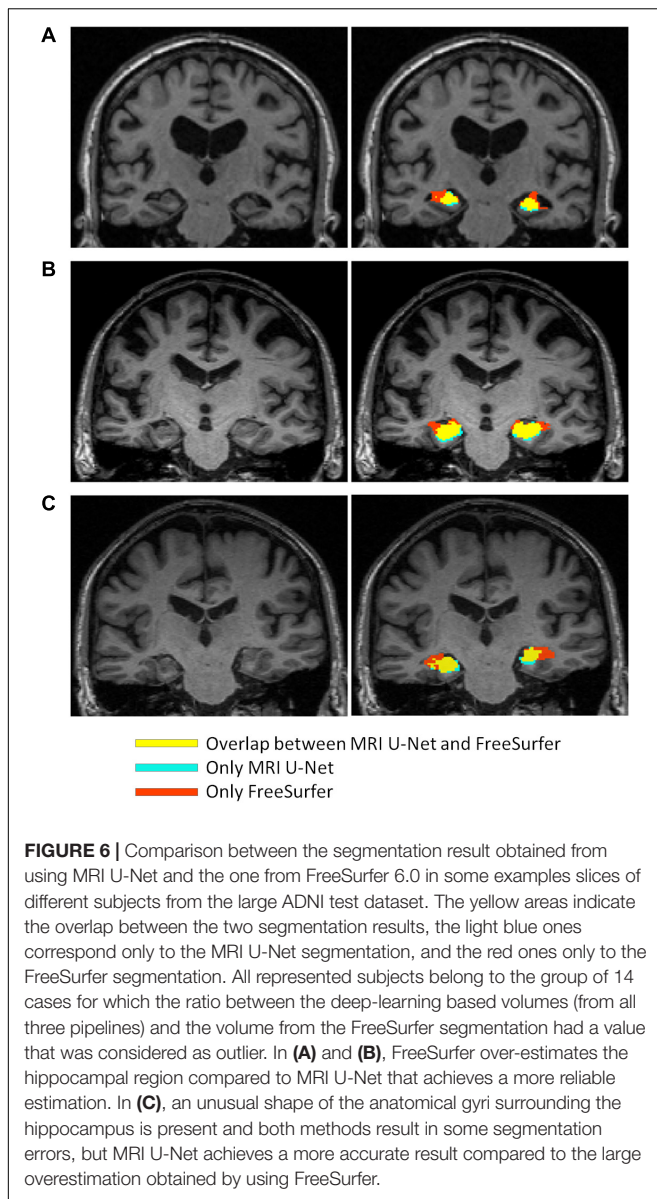 A
B
C
Overlap between MRI U-Net and FreeSurfer
Only MRI U-Net
Only FreeSurfer
FIGURE 6 | Comparison between the segmentation result obtained from
using MRI U-Net and the one from FreeSurfer 6.0 in some examples slices of
different subjects from the large ADNI test dataset. The yellow areas indicate
the overlap between the two segmentation results, the light blue ones
correspond only to the MRI U-Net segmentation, and the red ones only to the
FreeSurfer segmentation. All represented subjects belong to the group of 14
cases for which the ratio between the deep-learning based volumes (from all
three pipelines) and the volume from the FreeSurfer segmentation had a value
that was considered as outlier. In (A) and (B), FreeSurfer over-estimates the
hippocampal region compared to MRI U-Net that achieves a more reliable
estimation. In (C), an unusual shape of the anatomical gyri surrounding the
hippocampus is present and both methods result in some segmentation
errors, but MRI U-Net achieves a more accurate result compared to the large
overestimation obtained by using FreeSurfer.